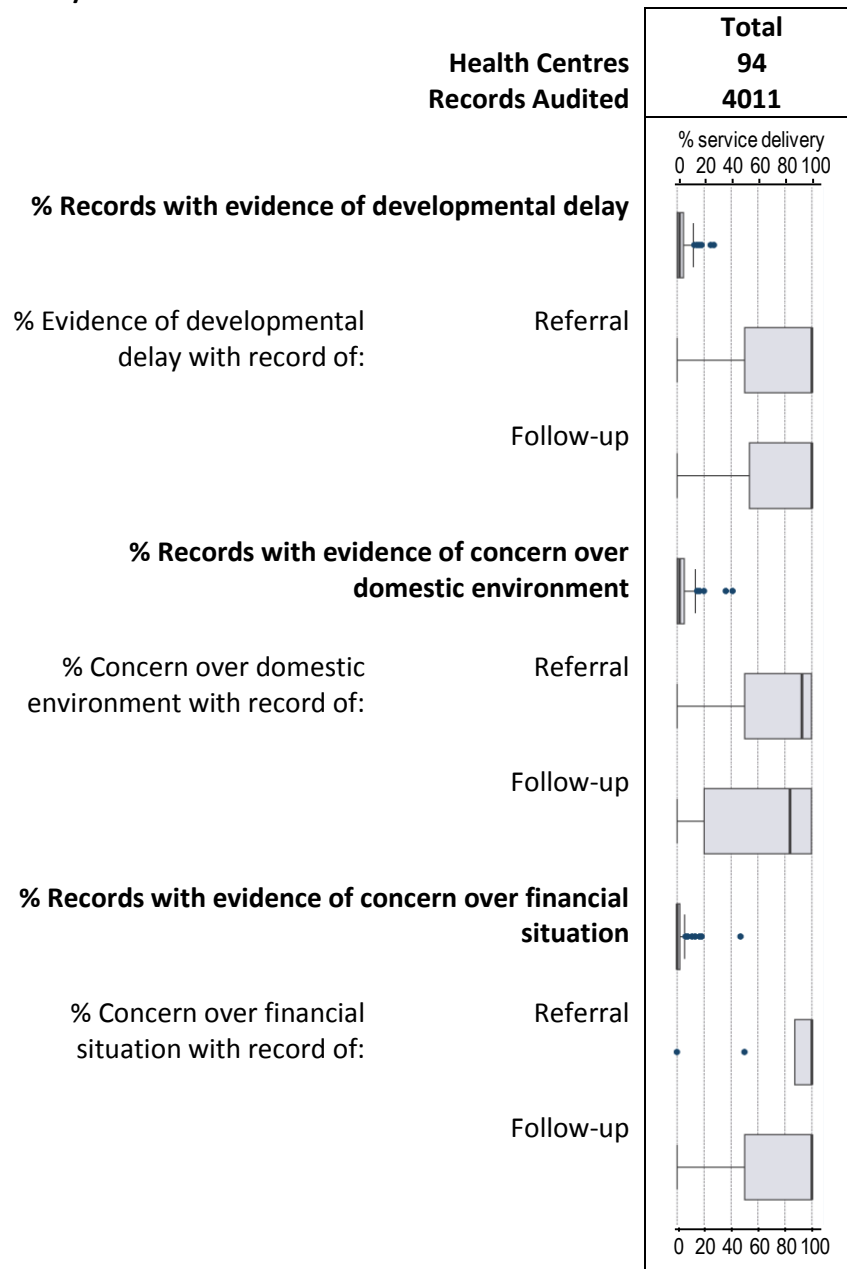 Total
Health Centres 94
Records Audited 4011
% service delivery
0 20 40 60 80 100
% Records with evidence of developmental delay
% Evidence of developmental Referral
delay with record of:
Follow-up
% Records with evidence of concern over
domestic environment
% Concern over domestic Referral
environment with record of:
Follow-up
% Records with evidence of concern over financial
situation
% Concern over financial Referral
situation with record of:
Follow-up
0 20 40 60 80 100